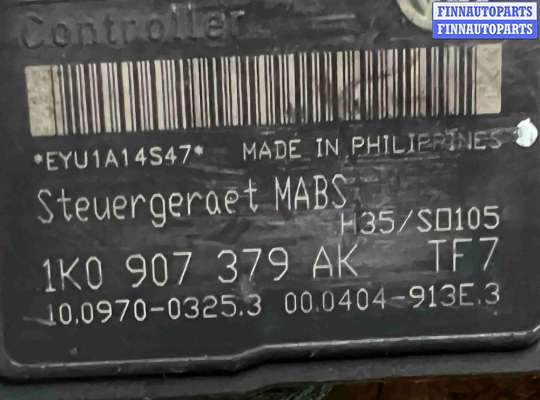 FINNAUTOPARTS
FINNAUTOPARTS
Controller
*EYU1A14S47* MADE IN PHILIPPINES
Steuergeraet MABS
H35/S0105
1K0 907 379 AK TF7
10.0970-0325.3 00.0404-913E.3